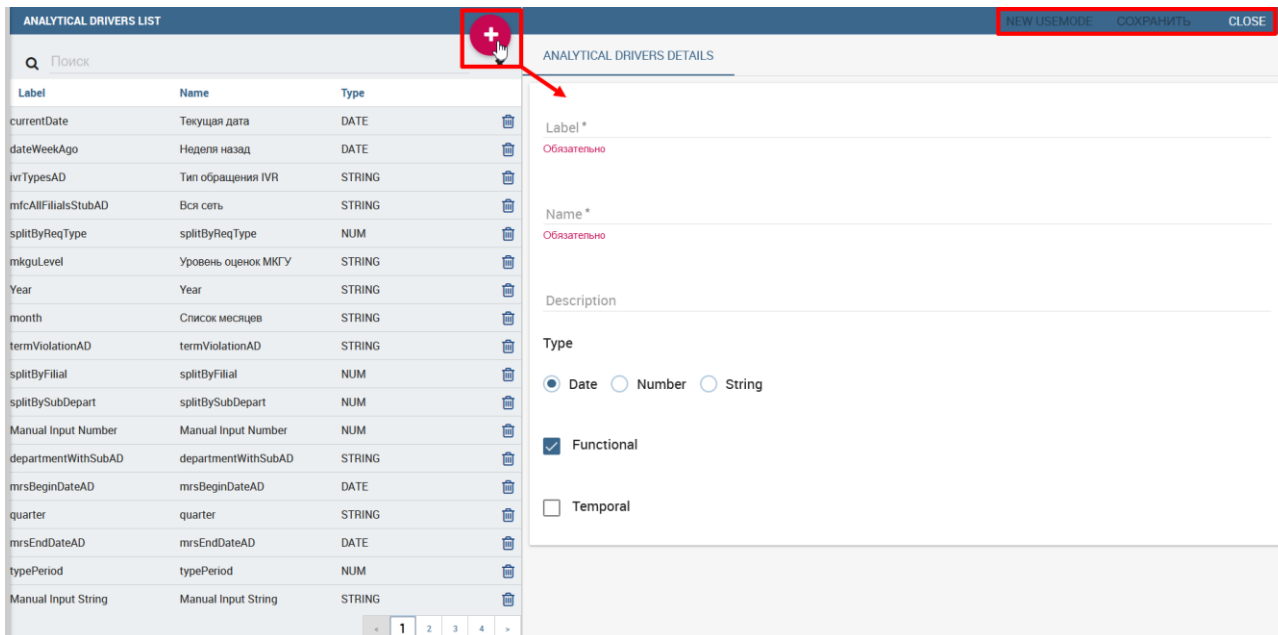 ANALYTICAL DRIVERS LIST
NEW USEMODE СОХРАНИТЬ CLOSE
Поиск
ANALYTICAL DRIVERS DETAILS
Label Name Type
currentDate Текущая дата DATE
dateWeekAgo Неделя назад DATE
ivrTypesAD Тип обращения IVR STRING
mfcAllFilialsStubAD Вся сеть STRING
splitByReqType splitByReqType NUM
mkguLevel Уровень оценок МКГУ STRING
Year Year STRING
month Список месяцев STRING
termViolationAD termViolationAD STRING
splitByFilial splitByFilial NUM
splitBySubDepart splitBySubDepart NUM
Manual Input Number Manual Input Number NUM
departmentWithSubAD departmentWithSubAD STRING
mrsBeginDateAD mrsBeginDateAD DATE
quarter quarter STRING
mrsEndDateAD mrsEndDateAD DATE
typePeriod typePeriod NUM
Manual Input String Manual Input String STRING
< 1 2 3 4 >
Label *
Обязательно
Name *
Обязательно
Description
Type
Date Number String
Functional
Temporal